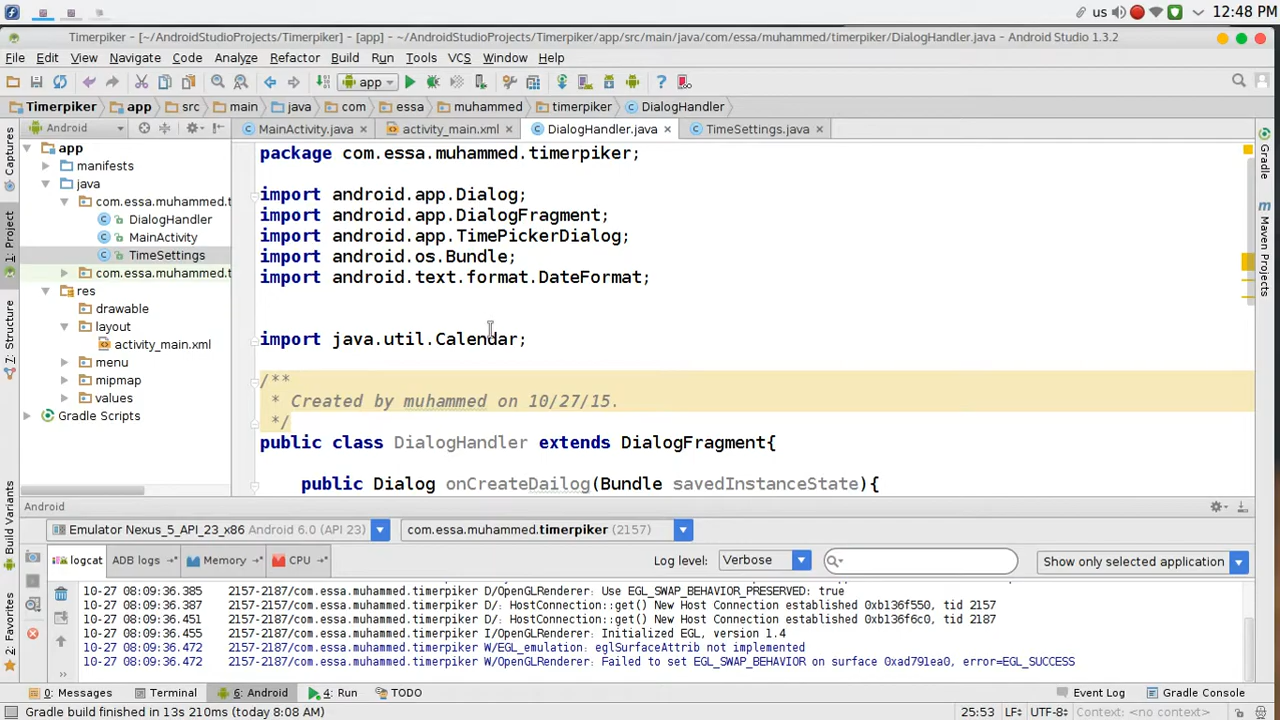 us 12:48 PM
Timerpiker - [~/AndroidStudioProjects/Timerpiker] - [app] - ~/AndroidStudioProjects/Timerpiker/app/src/main/java/com/essa/muhammed/timerpiker/DialogHandler.java - Android Studio 1.3.2
File Edit View Navigate Code Analyze Refactor Build Run Tools VCS Window Help
app
Timerpiker app src main java com essa muhammed timerpiker DialogHandler
Android MainActivity.java activity_main.xml DialogHandler.java TimeSettings.java
Captures
1: Project
7: Structure
Build Variants
2: Favorites
Gradle
Maven Projects
app
manifests
java
com.essa.muhammed.t
DialogHandler
MainActivity
TimeSettings
com.essa.muhammed.t
res
drawable
layout
activity_main.xml
menu
mipmap
values
Gradle Scripts
package com.essa.muhammed.timerpiker;
import android.app.Dialog;
import android.app.DialogFragment;
import android.app.TimePickerDialog;
import android.os.Bundle;
import android.text.format.DateFormat;
import java.util.Calendar;
/**
* Created by muhammed on 10/27/15.
*/
public class DialogHandler extends DialogFragment{
public Dialog onCreateDailog(Bundle savedInstanceState){
Android
Emulator Nexus_5_API_23_x86 Android 6.0 (API 23) com.essa.muhammed.timerpiker (2157)
logcat ADB logs Memory CPU Log level: Verbose Show only selected application
10-27 08:09:36.385 2157-2187/com.essa.muhammed.timerpiker D/OpenGLRenderer: Use EGL_SWAP_BEHAVIOR_PRESERVED: true
10-27 08:09:36.387 2157-2157/com.essa.muhammed.timerpiker D/: HostConnection::get() New Host Connection established 0xb136f550, tid 2157
10-27 08:09:36.451 2157-2187/com.essa.muhammed.timerpiker D/: HostConnection::get() New Host Connection established 0xb136f6c0, tid 2187
10-27 08:09:36.455 2157-2187/com.essa.muhammed.timerpiker I/OpenGLRenderer: Initialized EGL, version 1.4
10-27 08:09:36.472 2157-2187/com.essa.muhammed.timerpiker W/EGL_emulation: eglSurfaceAttrib not implemented
10-27 08:09:36.472 2157-2187/com.essa.muhammed.timerpiker W/OpenGLRenderer: Failed to set EGL_SWAP_BEHAVIOR on surface 0xad791ea0, error=EGL_SUCCESS
0: Messages Terminal 6: Android 4: Run TODO Event Log Gradle Console
Gradle build finished in 13s 210ms (today 8:08 AM) 25:53 LF UTF-8 Context: <no context>